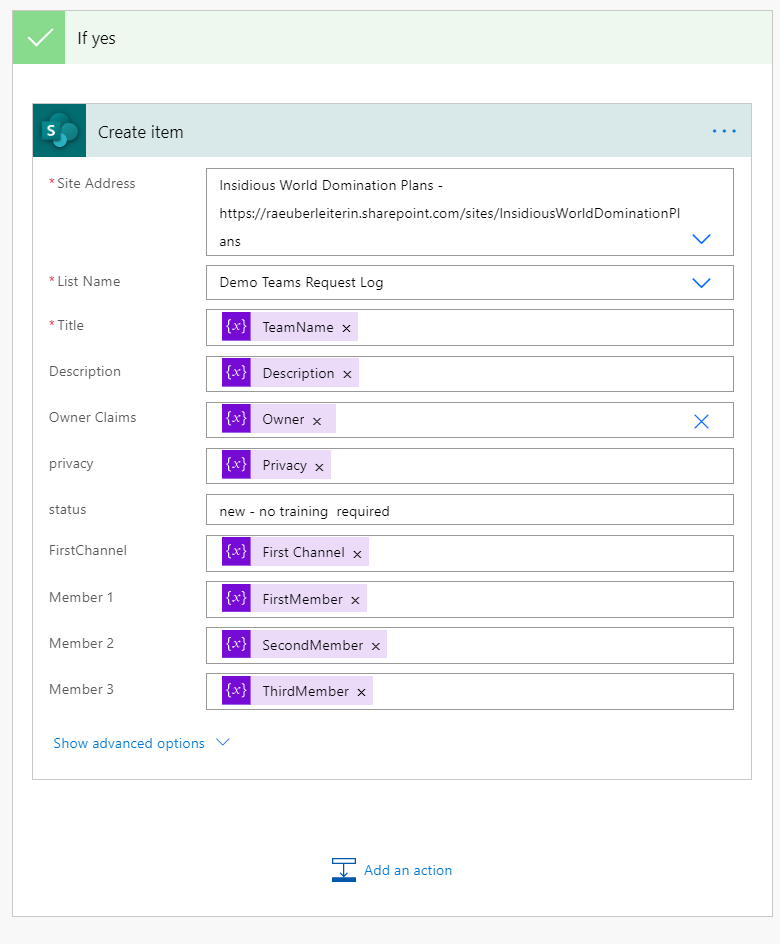 If yes
S
Create item
* Site Address
Insidious World Domination Plans -
https://raeuberleiterin.sharepoint.com/sites/InsidiousWorldDominationPl
ans
* List Name
Demo Teams Request Log
* Title
{x} TeamName ×
Description
{x} Description ×
Owner Claims
{x} Owner ×
privacy
{x} Privacy ×
status
new - no training  required
FirstChannel
{x} First Channel ×
Member 1
{x} FirstMember ×
Member 2
{x} SecondMember ×
Member 3
{x} ThirdMember ×
Show advanced options
Add an action